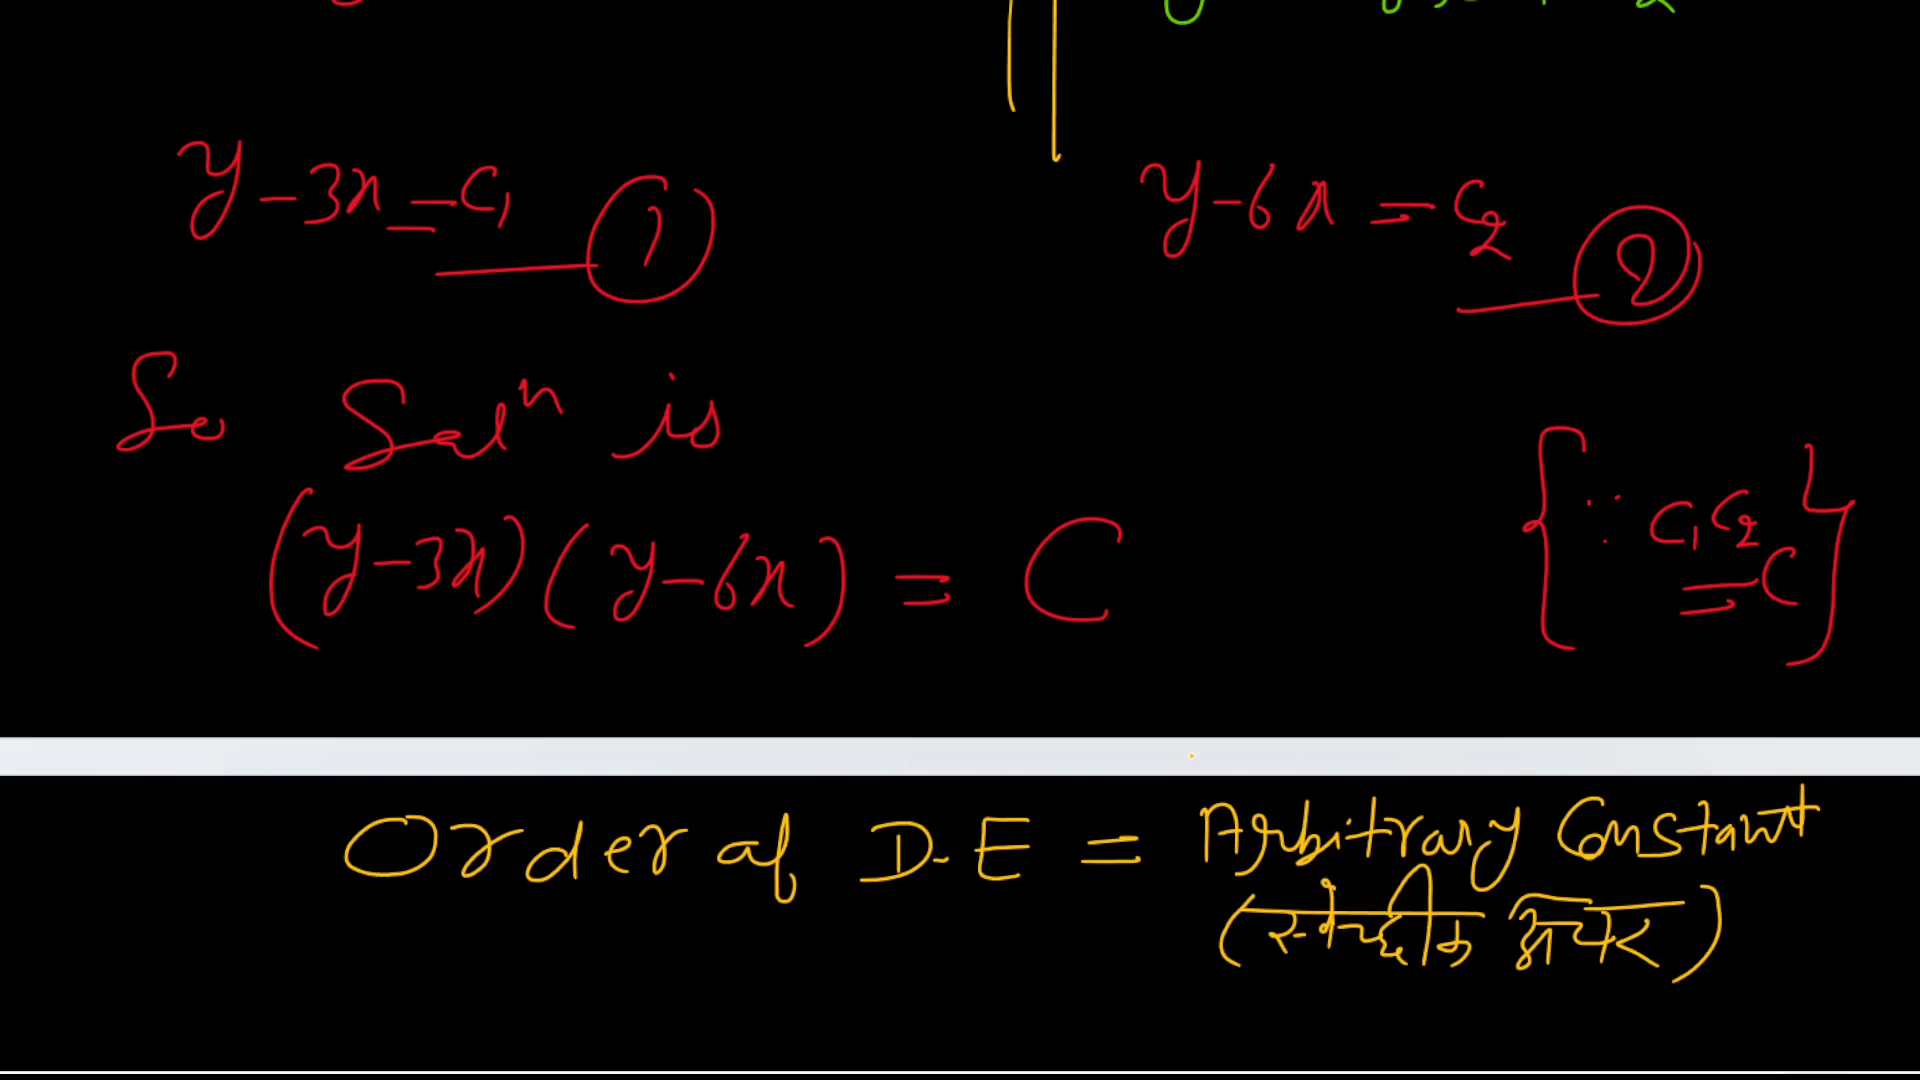 y - 3x = C₁ ① y - 6x = C₂ ②
So Solⁿ is
(y - 3x) (y - 6x) = C { ∵ C₁C₂ = C }
Order of D.E = Arbitrary Constant
(स्वेच्छीक अचर)